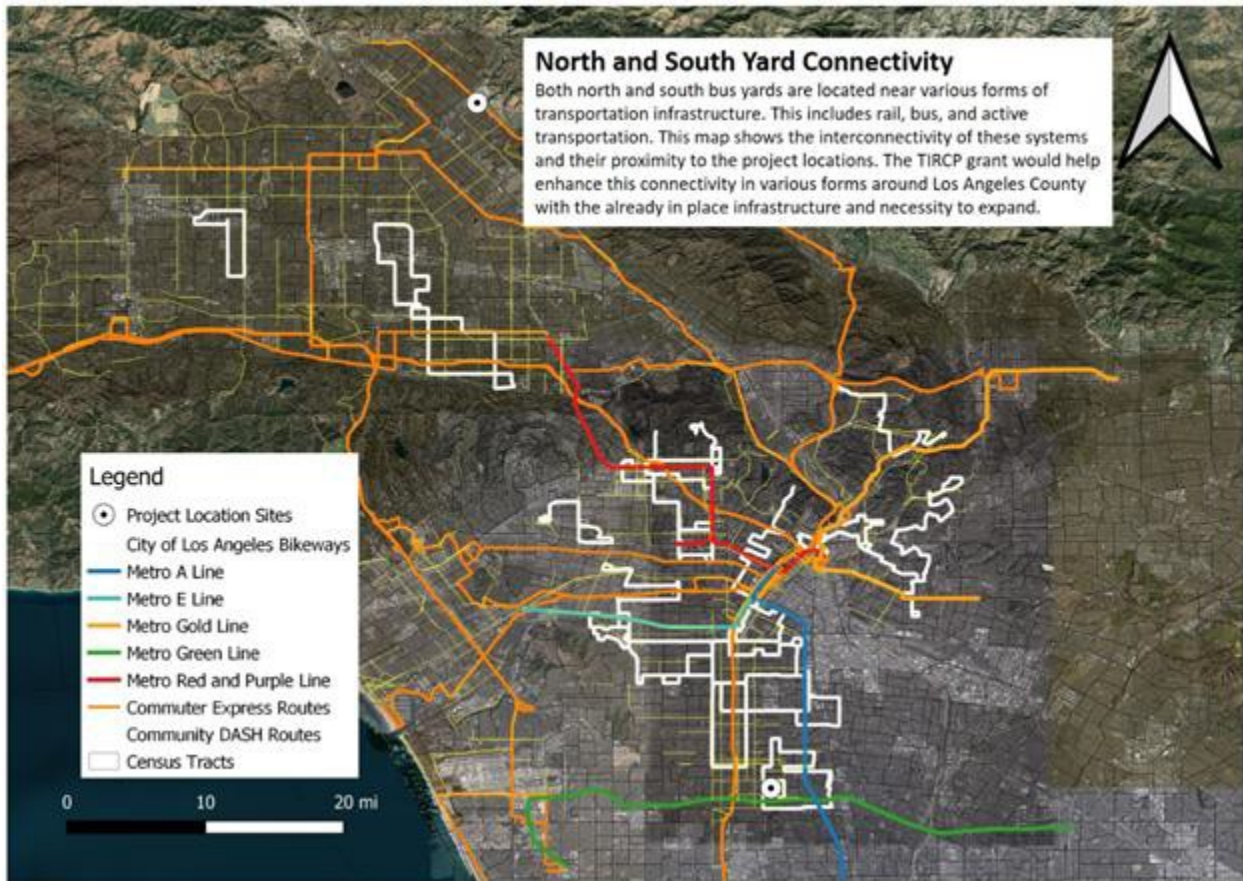 North and South Yard Connectivity
Both north and south bus yards are located near various forms of
transportation infrastructure. This includes rail, bus, and active
transportation. This map shows the interconnectivity of these systems
and their proximity to the project locations. The TIRCP grant would help
enhance this connectivity in various forms around Los Angeles County
with the already in place infrastructure and necessity to expand.
Legend
Project Location Sites
City of Los Angeles Bikeways
Metro A Line
Metro E Line
Metro Gold Line
Metro Green Line
Metro Red and Purple Line
Commuter Express Routes
Community DASH Routes
Census Tracts
0 10 20 mi